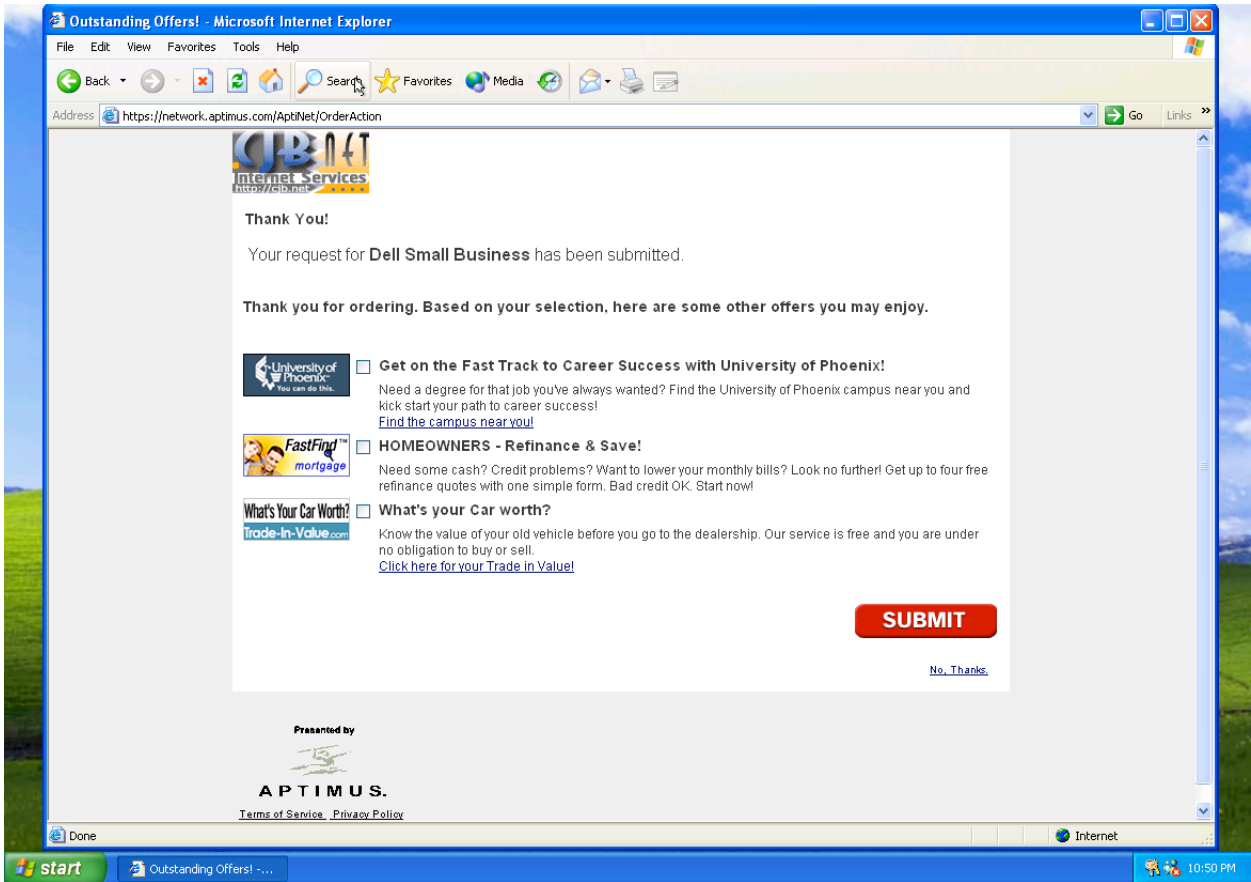 Outstanding Offers! - Microsoft Internet Explorer
File Edit View Favorites Tools Help
Back Search Favorites Media
Address https://network.aptimus.com/AptiNet/OrderAction Go Links »
.CJB.NET
Internet Services
http://cjb.net
Thank You!
Your request for Dell Small Business has been submitted.
Thank you for ordering. Based on your selection, here are some other offers you may enjoy.
University of
Phoenix
You can do this.
Get on the Fast Track to Career Success with University of Phoenix!
Need a degree for that job you've always wanted? Find the University of Phoenix campus near you and
kick start your path to career success!
Find the campus near you!
FastFind™
mortgage
HOMEOWNERS - Refinance & Save!
Need some cash? Credit problems? Want to lower your monthly bills? Look no further! Get up to four free
refinance quotes with one simple form. Bad credit OK. Start now!
What's Your Car Worth?
Trade-In-Value.com
What's your Car worth?
Know the value of your old vehicle before you go to the dealership. Our service is free and you are under
no obligation to buy or sell.
Click here for your Trade in Value!
SUBMIT
No, Thanks.
Presented by
APTIMUS.
Terms of Service Privacy Policy
Done Internet
start Outstanding Offers! -... 10:50 PM